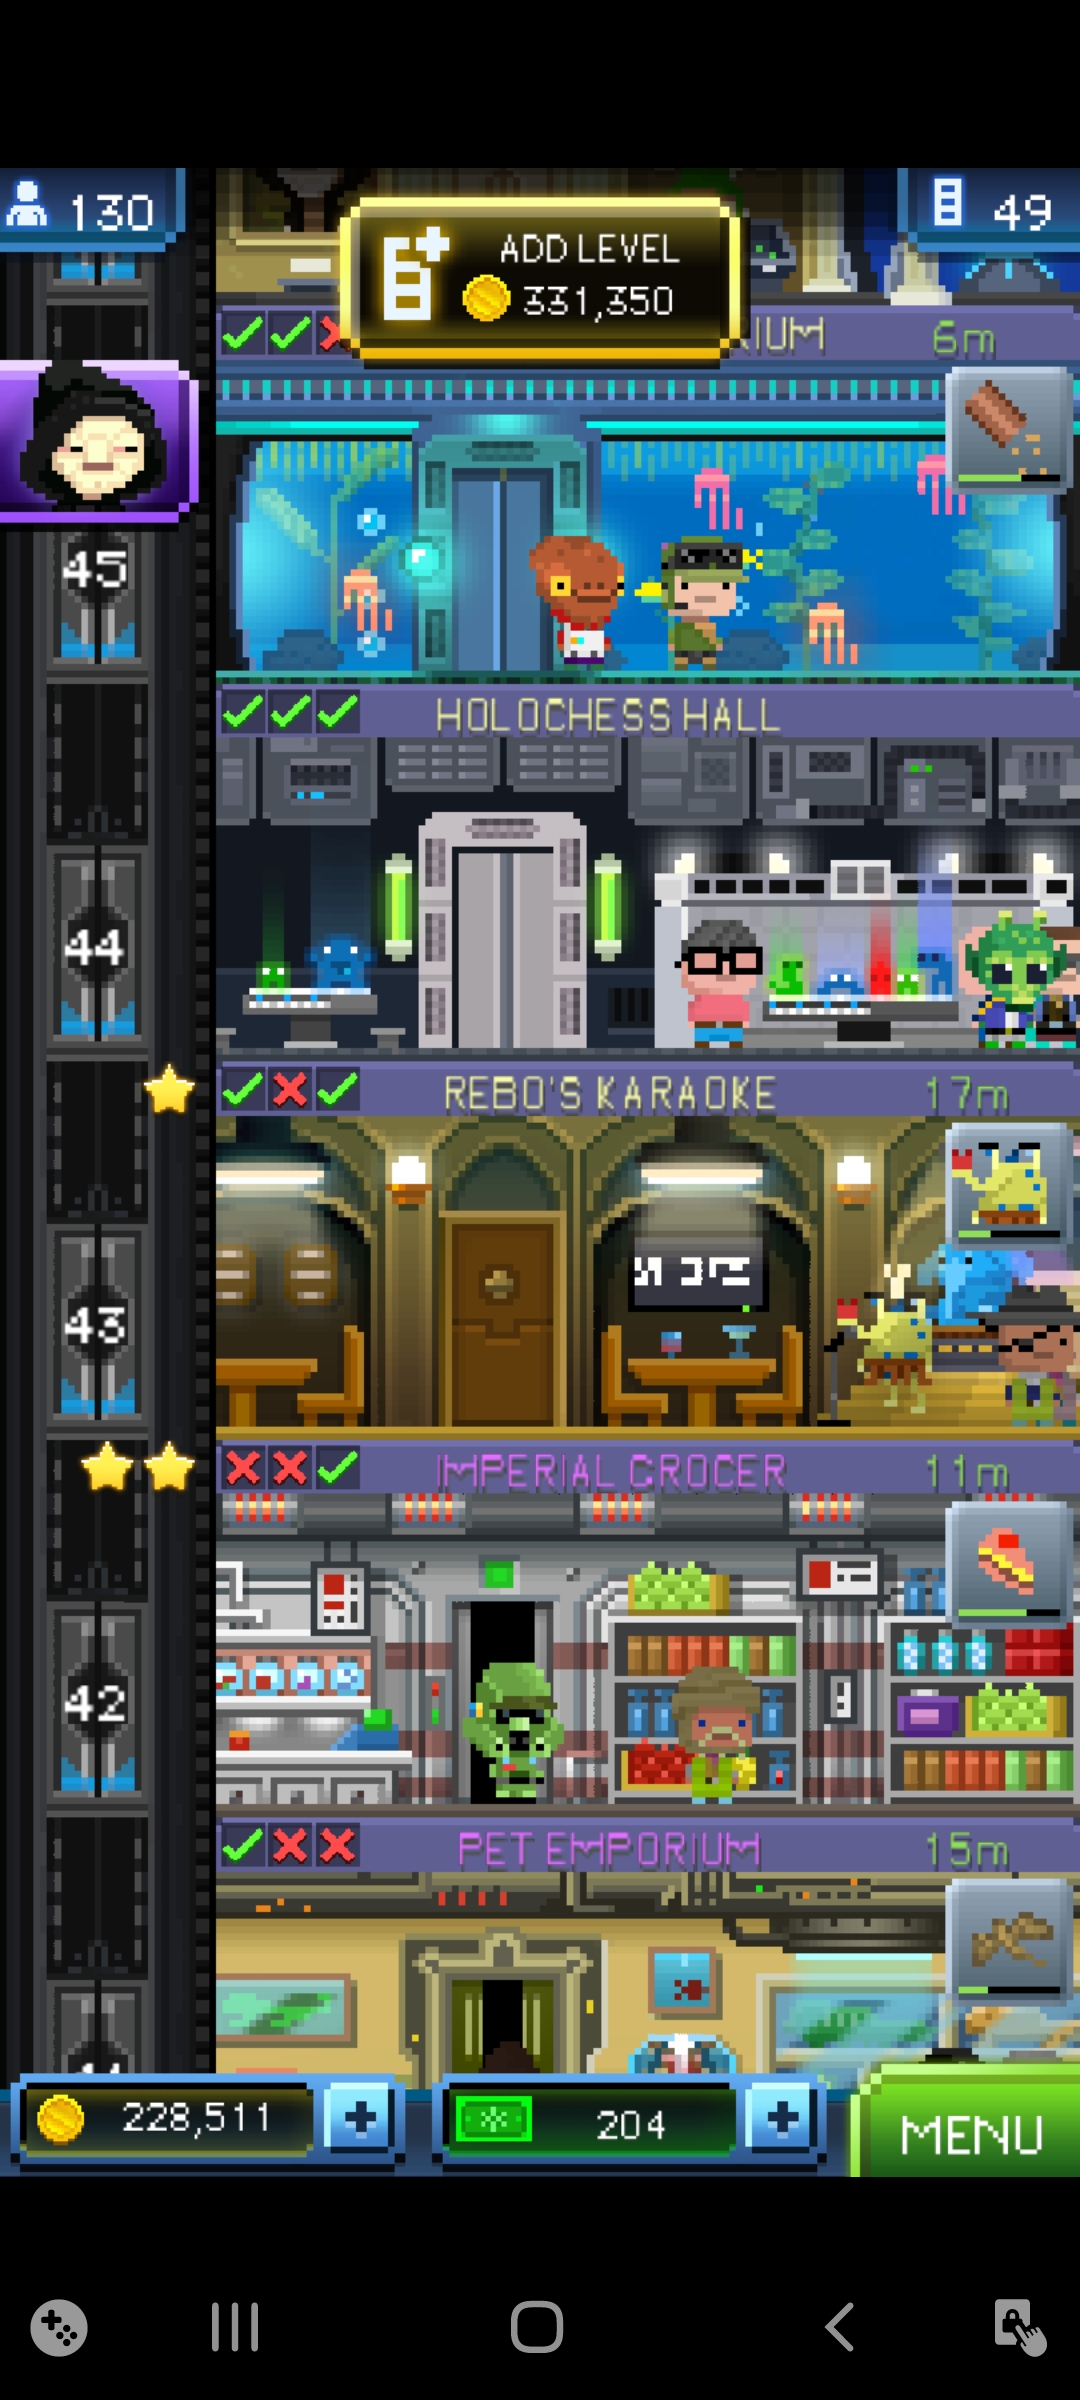 130
ADD LEVEL
331,350
49
RIUM 6m
45
HOLOCHESS HALL
44
REBO'S KARAOKE 17m
43
IMPERIAL GROCER 11m
42
PET EMPORIUM 15m
228,511
204
MENU